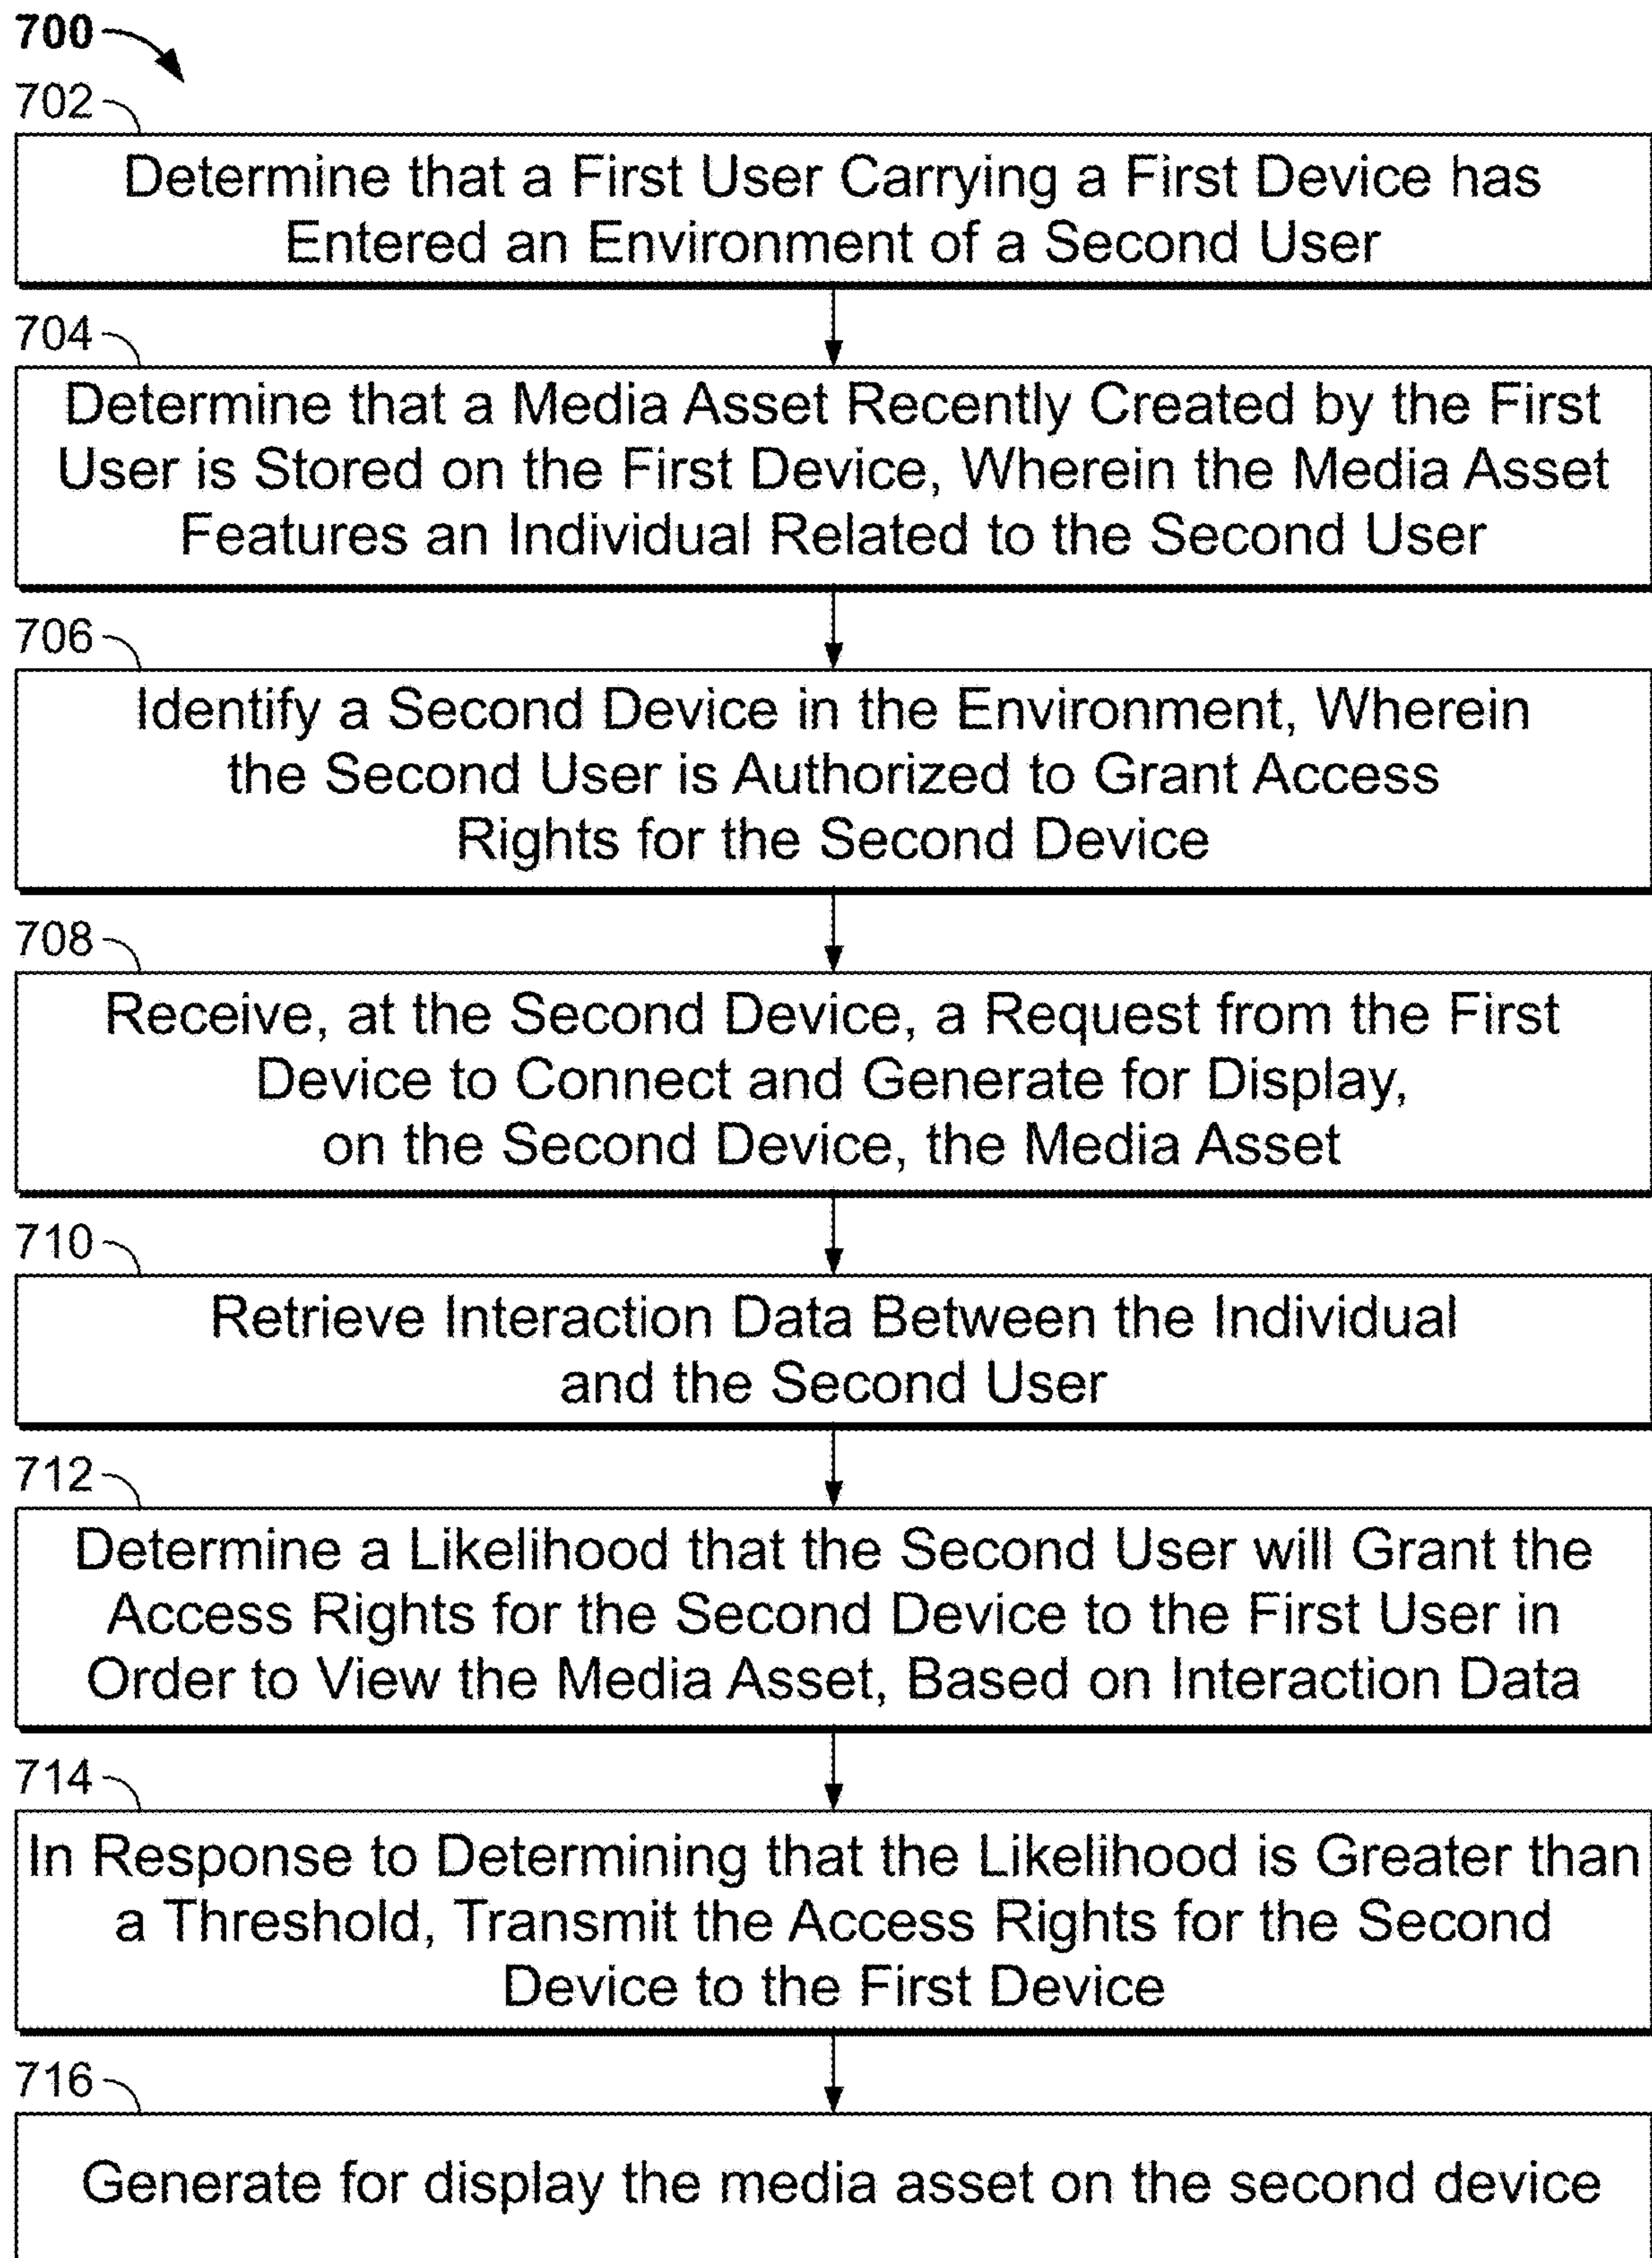 700
702
Determine that a First User Carrying a First Device has
Entered an Environment of a Second User
704
Determine that a Media Asset Recently Created by the First
User is Stored on the First Device, Wherein the Media Asset
Features an Individual Related to the Second User
706
Identify a Second Device in the Environment, Wherein
the Second User is Authorized to Grant Access
Rights for the Second Device
708
Receive, at the Second Device, a Request from the First
Device to Connect and Generate for Display,
on the Second Device, the Media Asset
710
Retrieve Interaction Data Between the Individual
and the Second User
712
Determine a Likelihood that the Second User will Grant the
Access Rights for the Second Device to the First User in
Order to View the Media Asset, Based on Interaction Data
714
In Response to Determining that the Likelihood is Greater than
a Threshold, Transmit the Access Rights for the Second
Device to the First Device
716
Generate for display the media asset on the second device